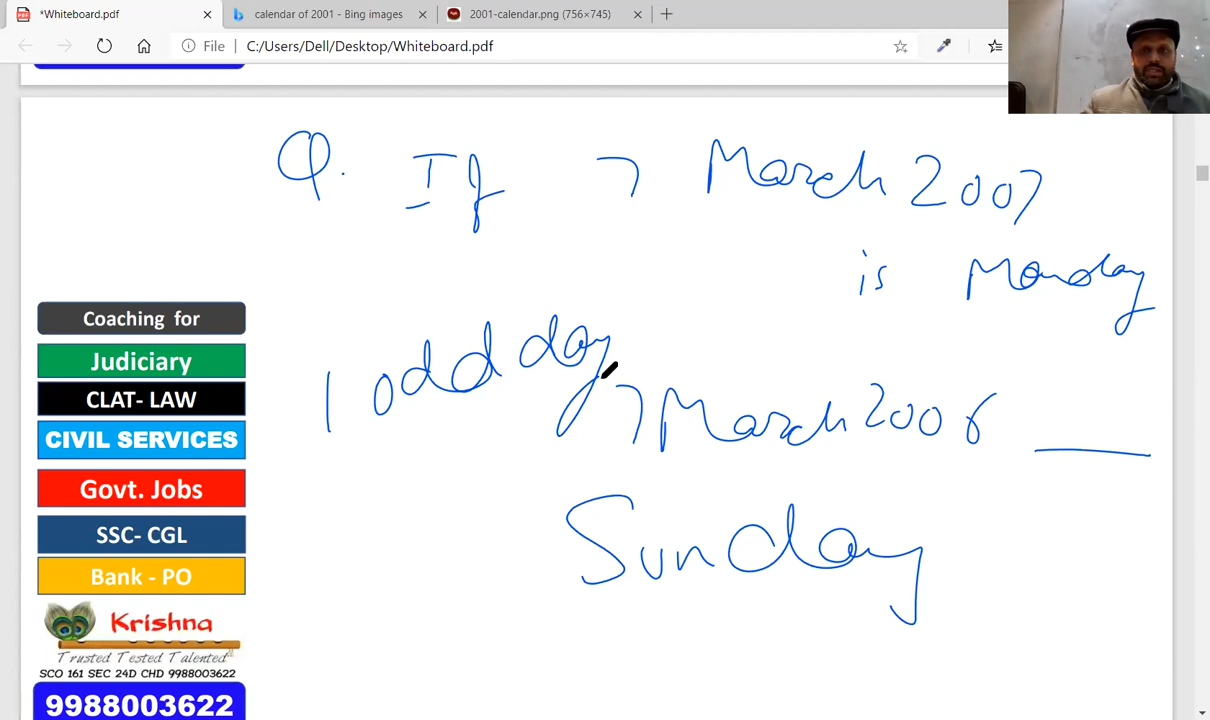 *Whiteboard.pdf
calendar of 2001 - Bing images
2001-calendar.png (756×745)
File
C:/Users/Dell/Desktop/Whiteboard.pdf
Q. If 7 March 2007
is Monday
1 odd day
7 March 2006
Sunday
Coaching for
Judiciary
CLAT- LAW
CIVIL SERVICES
Govt. Jobs
SSC- CGL
Bank - PO
Krishna
Trusted Tested Talented
SCO 161 SEC 24D CHD 9988003622
9988003622